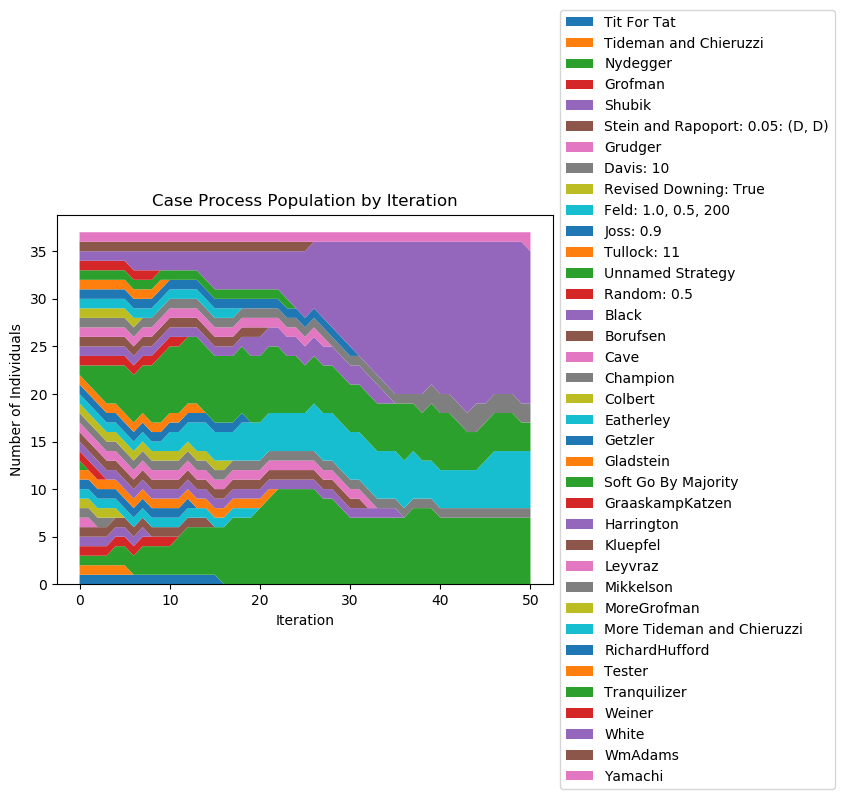 Case Process Population by Iteration
Number of Individuals
35
30
25
20
15
10
5
0
0 10 20 30 40 50
Iteration
Tit For Tat
Tideman and Chieruzzi
Nydegger
Grofman
Shubik
Stein and Rapoport: 0.05: (D, D)
Grudger
Davis: 10
Revised Downing: True
Feld: 1.0, 0.5, 200
Joss: 0.9
Tullock: 11
Unnamed Strategy
Random: 0.5
Black
Borufsen
Cave
Champion
Colbert
Eatherley
Getzler
Gladstein
Soft Go By Majority
GraaskampKatzen
Harrington
Kluepfel
Leyvraz
Mikkelson
MoreGrofman
More Tideman and Chieruzzi
RichardHufford
Tester
Tranquilizer
Weiner
White
WmAdams
Yamachi